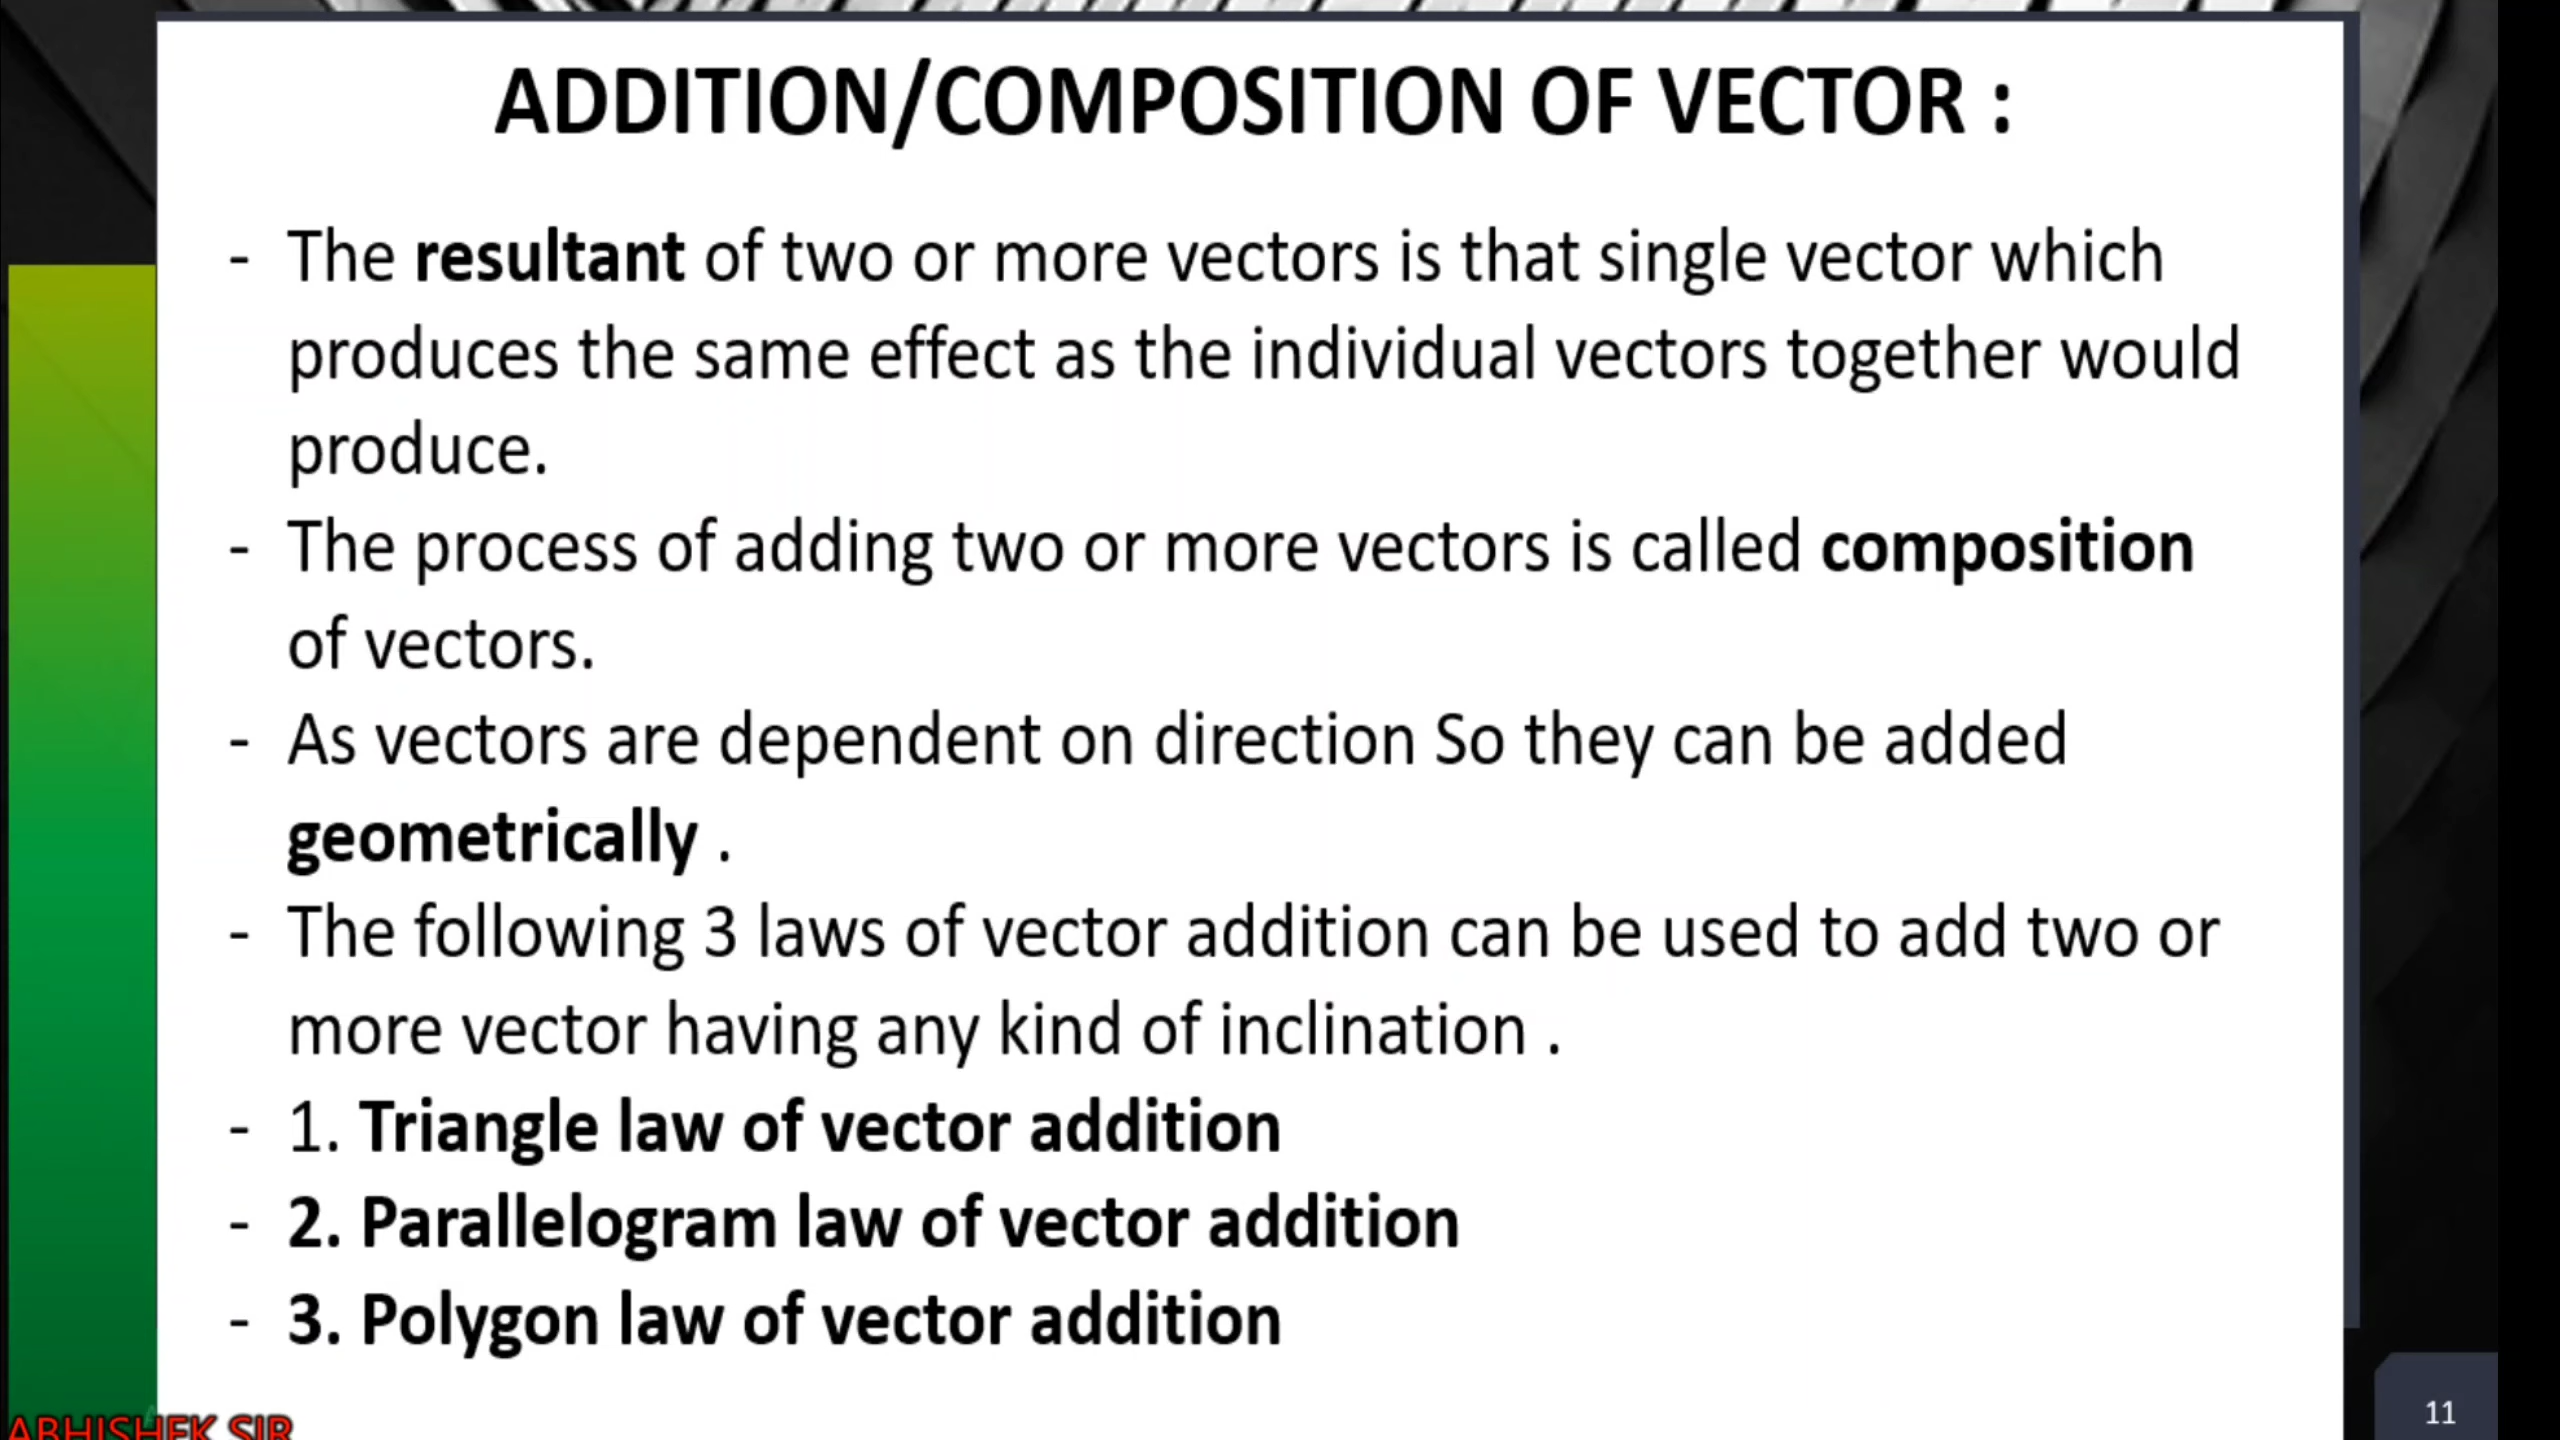 ADDITION/COMPOSITION OF VECTOR :
- The resultant of two or more vectors is that single vector which
produces the same effect as the individual vectors together would
produce.
- The process of adding two or more vectors is called composition
of vectors.
- As vectors are dependent on direction So they can be added
geometrically .
- The following 3 laws of vector addition can be used to add two or
more vector having any kind of inclination .
- 1. Triangle law of vector addition
- 2. Parallelogram law of vector addition
- 3. Polygon law of vector addition
11
ABHISHEK SIR